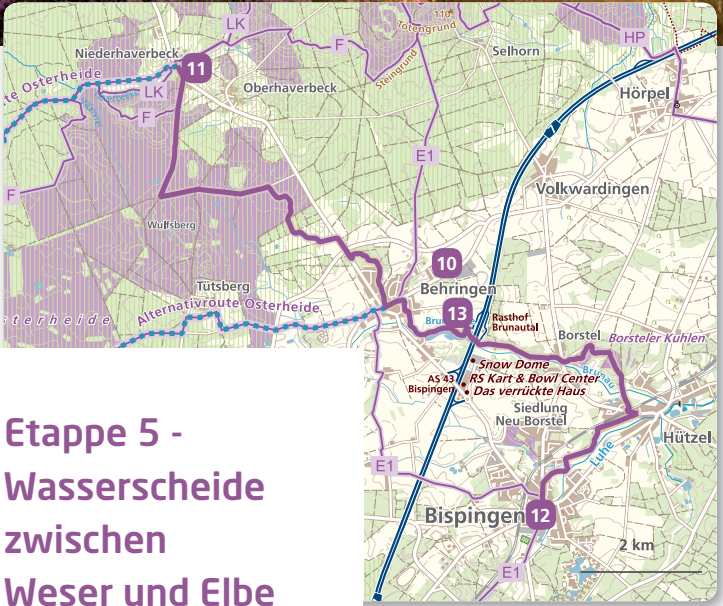 LK
110
Totengrund
HP
Niederhaverbeck
F
Selhorn
11
Steingrund
Oberhaverbeck
LK
Hörpel
F
E1
F
Volkwardingen
Wulfsberg
10
Tütsberg
Behringen
Alternativroute Osterheide
13
Rasthof
Brunautal
Borstel
Borsteler Kuhlen
Snow Dome
Brunau
AS 43
Bispingen
RS Kart & Bowl Center
Das verrückte Haus
Siedlung
Neu Borstel
Hützel
Luhe
E1
Bispingen
12
2 km
E1
Etappe 5 -
Wasserscheide
zwischen
Weser und Elbe